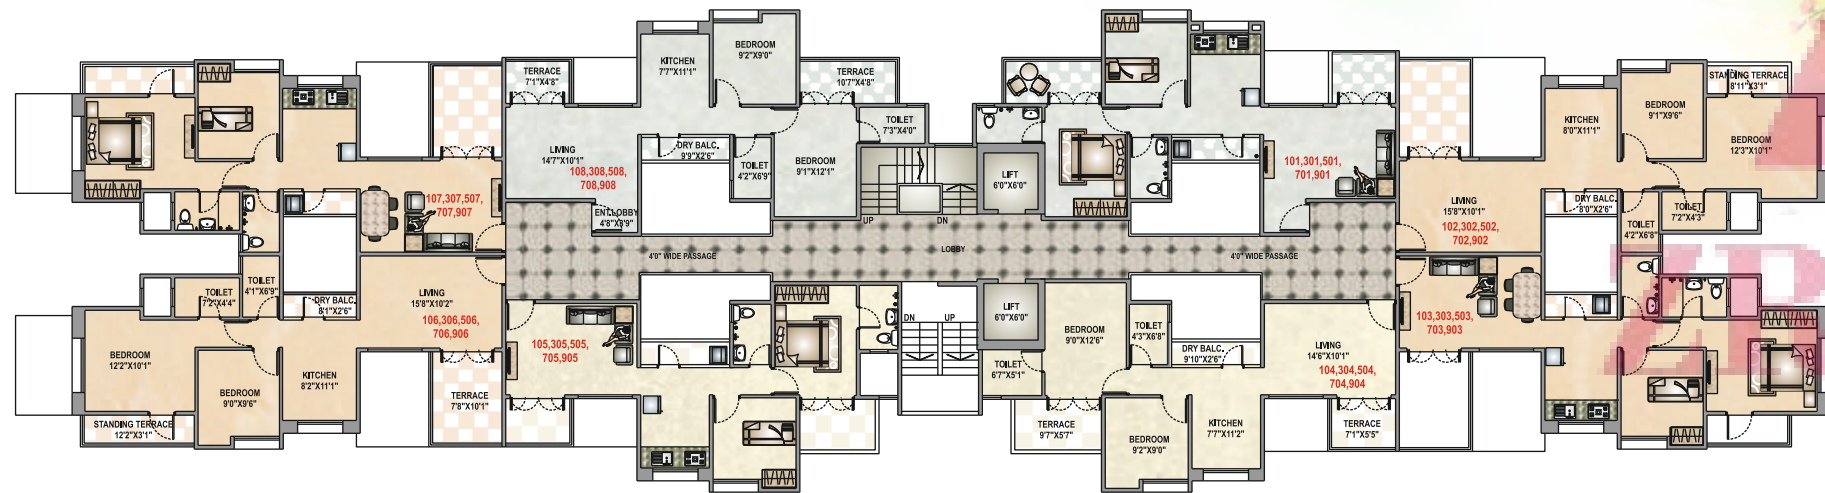 BEDROOM
9'2"X9'0"
KITCHEN
7'7"X11'1"
TERRACE
7'1"X4'8"
TERRACE
10'7"X4'8"
TOILET
7'3"X4'0"
LIVING
14'7"X10'1"
108,308,508,
708,908
DRY BALC.
9'9"X2'6"
TOILET
4'2"X6'9"
BEDROOM
9'1"X12'1"
ENT.LOBBY
4'8"X3'9"
107,307,507,
707,907
LIFT
6'0"X6'0"
UP
DN
101,301,501,
701,901
STANDING TERRACE
8'11"X3'1"
BEDROOM
9'1"X9'6"
KITCHEN
8'0"X11'1"
BEDROOM
12'3"X10'1"
LIVING
15'8"X10'1"
102,302,502,
702,902
DRY BALC.
8'0"X2'6"
TOILET
7'2"X4'3"
TOILET
4'2"X6'8"
4'0" WIDE PASSAGE
LOBBY
4'0" WIDE PASSAGE
TOILET
7'2"X4'4"
TOILET
4'1"X6'9"
DRY BALC.
8'1"X2'6"
LIVING
15'8"X10'2"
106,306,506,
706,906
BEDROOM
12'2"X10'1"
BEDROOM
9'0"X9'6"
KITCHEN
8'2"X11'1"
TERRACE
7'8"X10'1"
STANDING TERRACE
12'2"X3'1"
105,305,505,
705,905
DN
UP
LIFT
6'0"X6'0"
TOILET
6'7"X5'1"
BEDROOM
9'0"X12'6"
TOILET
4'3"X6'8"
DRY BALC.
9'10"X2'6"
LIVING
14'6"X10'1"
104,304,504,
704,904
103,303,503,
703,903
TERRACE
9'7"X5'7"
BEDROOM
9'2"X9'0"
KITCHEN
7'7"X11'2"
TERRACE
7'1"X5'5"